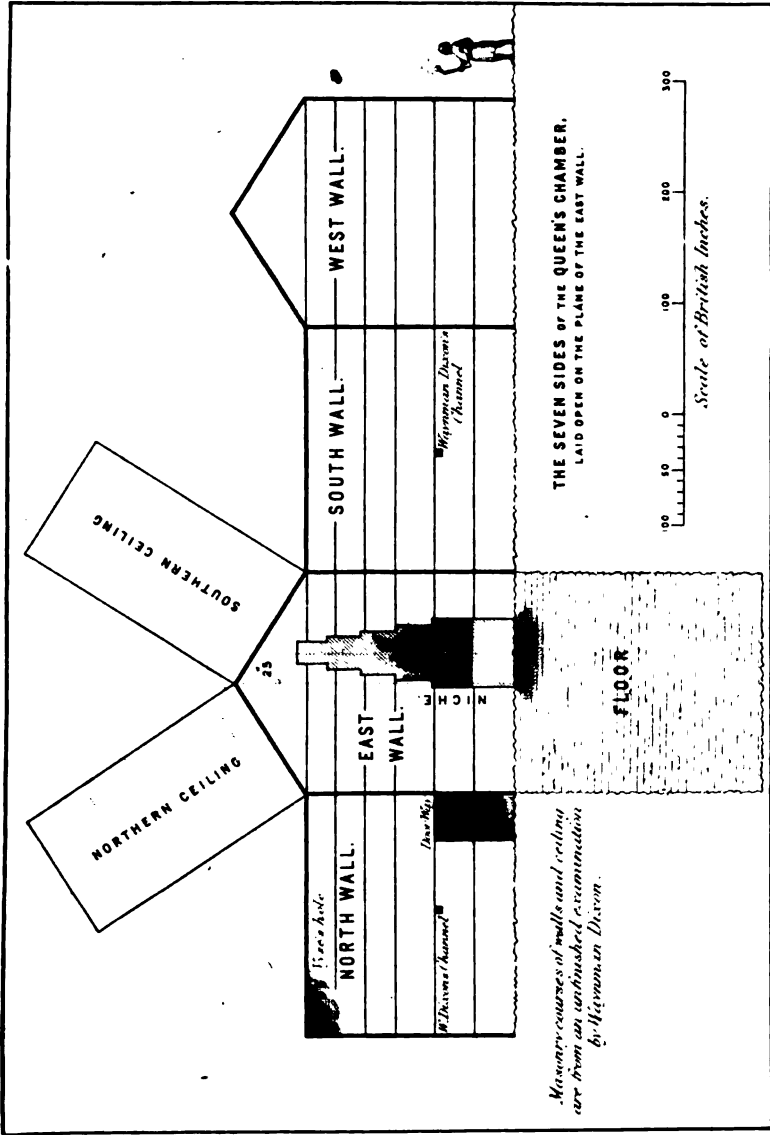 NORTHERN CEILING
SOUTHERN CEILING
25
Vyse's hole
NORTH WALL.
EAST
WALL.
SOUTH WALL.
WEST WALL.
W. Dixon's Channel
Door Way
NICHE.
Waynman Dixon's
Channel
FLOOR
Masonry courses of walls and ceiling
are from an unfinished examination
by Waynman Dixon.
THE SEVEN SIDES OF THE QUEEN'S CHAMBER,
LAID OPEN ON THE PLANE OF THE EAST WALL.
100 50 0 100 200 300
Scale of British Inches.